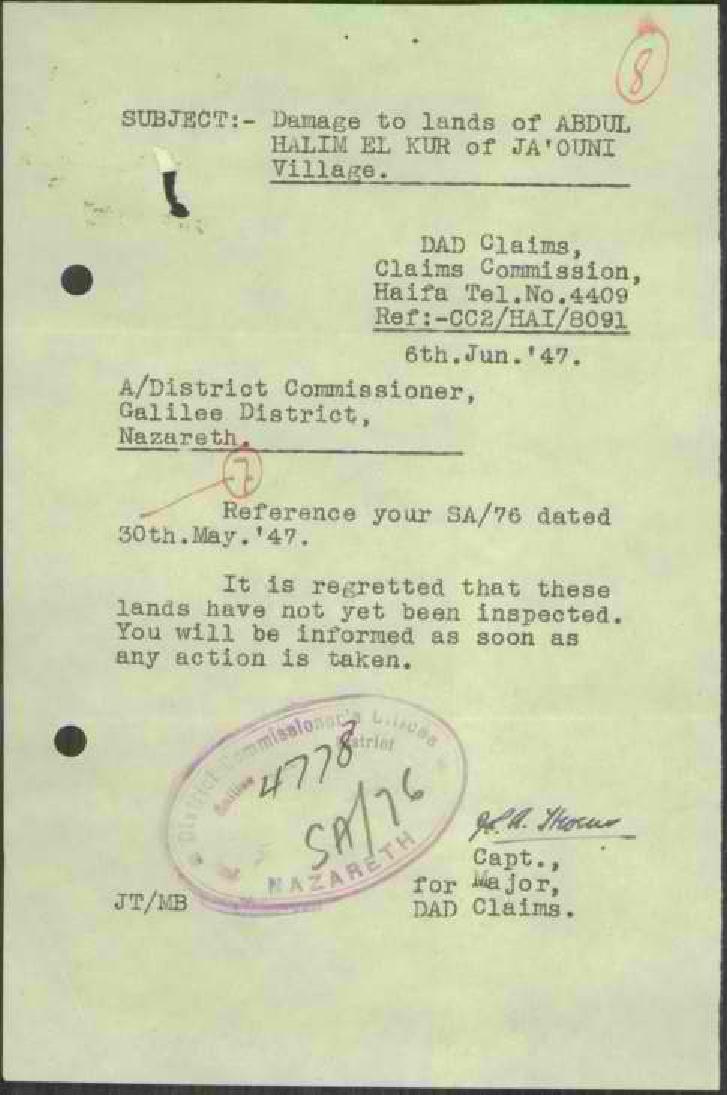 8
SUBJECT:- Damage to lands of ABDUL
HALIM EL KUR of JA'OUNI
Village.
DAD Claims,
Claims Commission,
Haifa Tel.No.4409
Ref:-CC2/HAI/8091
6th.Jun.'47.
A/District Commissioner,
Galilee District,
Nazareth.
7
Reference your SA/76 dated
30th.May.'47.
It is regretted that these
lands have not yet been inspected.
You will be informed as soon as
any action is taken.
District Commissioner's Offices
District
4778
SA/76
NAZARETH
Capt.,
for Major,
JT/MB
DAD Claims.